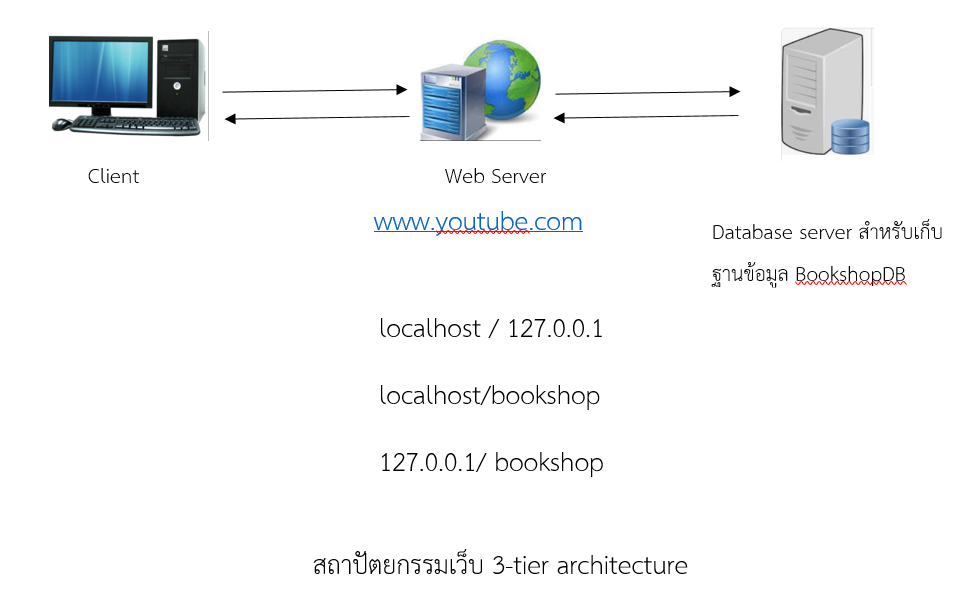 Client
Web Server
www.youtube.com
Database server สำหรับเก็บ
ฐานข้อมูล BookshopDB
localhost / 127.0.0.1
localhost/bookshop
127.0.0.1/ bookshop
สถาปัตยกรรมเว็บ 3-tier architecture